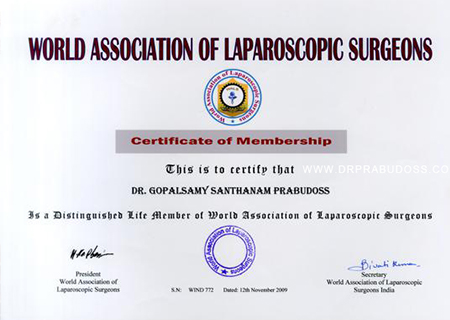 WORLD ASSOCIATION OF LAPAROSCOPIC SURGEONS
World Association of Laparoscopic Surgeons
Certificate of Membership
This is to certify that
WWW.DRPRABUDOSS.CO
DR. GOPALSAMY SANTHANAM PRABUDOSS
Is a Distinguished Life Member of World Association of Laparoscopic Surgeons
World Association of Laparoscopic Surgeons
President
World Association of
Laparoscopic Surgeons
Secretary
World Association of Laparoscopic
Surgeons India
S.N: WIND 772 Dated: 12th November 2009